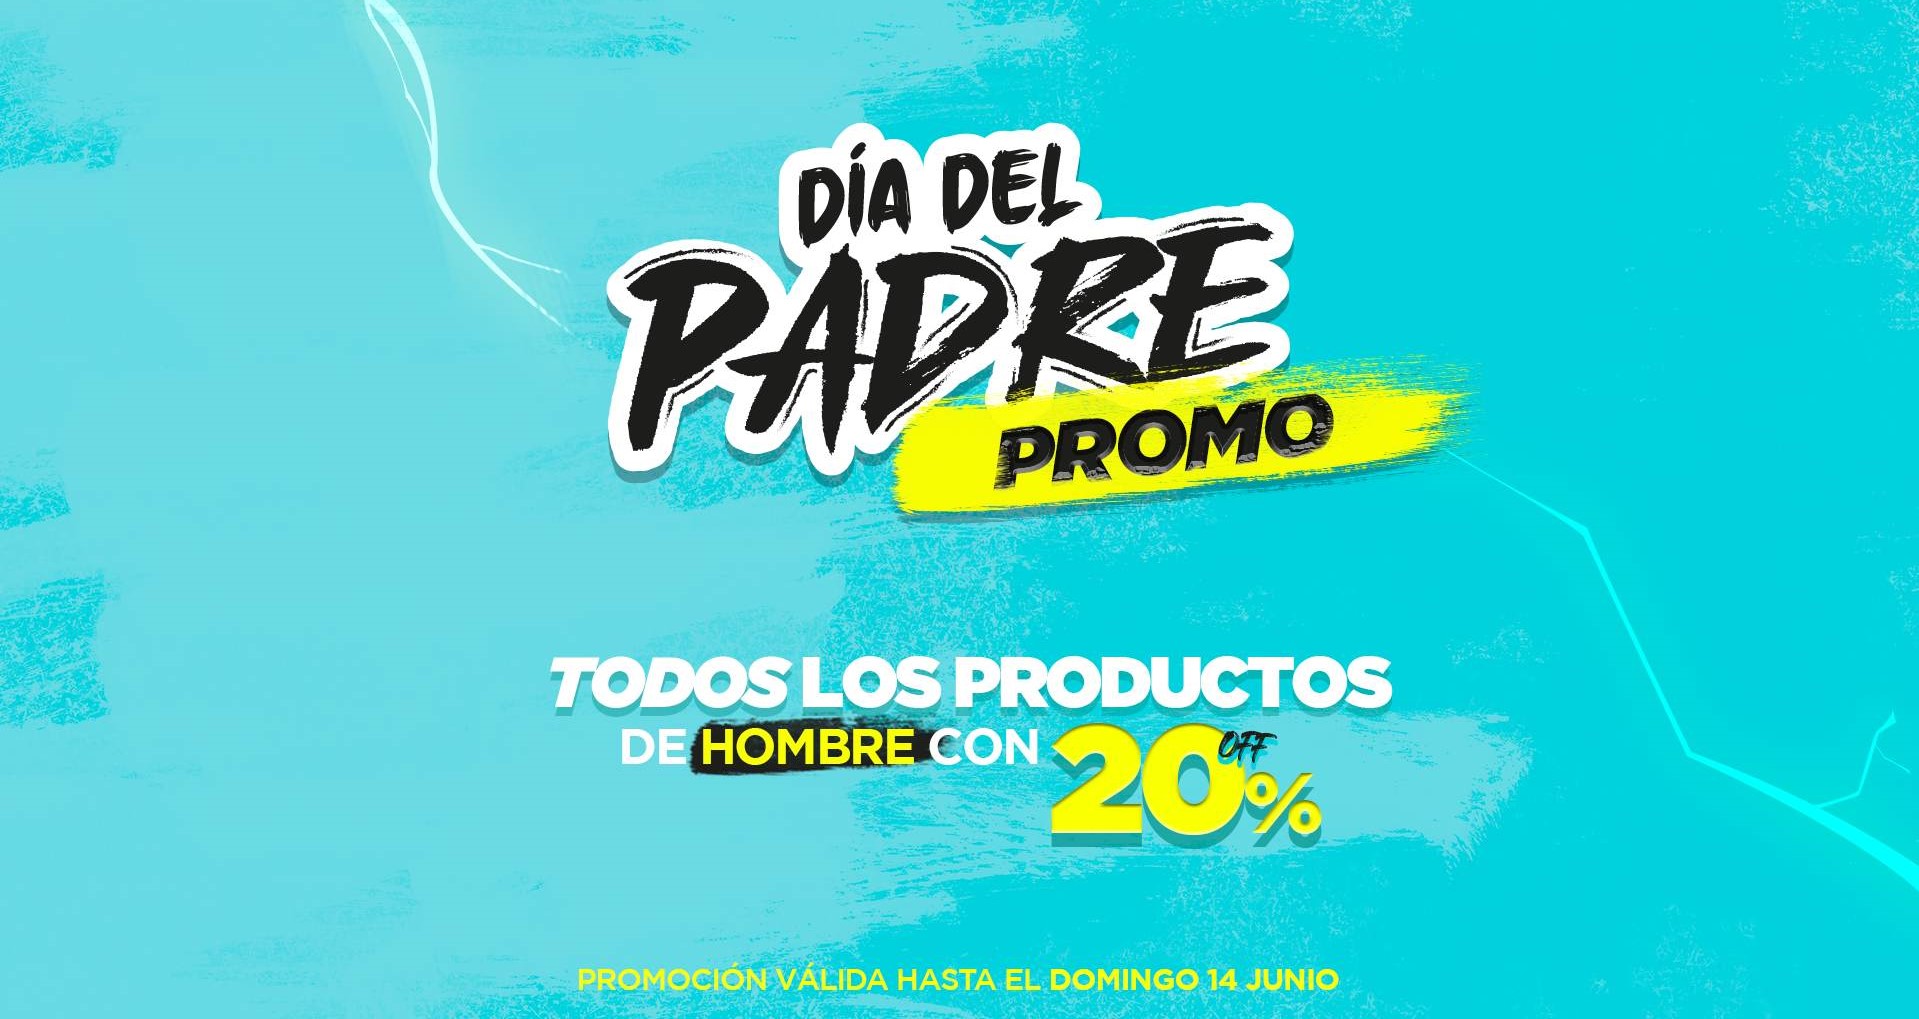 DÍA DEL
PADRE
PROMO
TODOS LOS PRODUCTOS
DE HOMBRE CON 20% OFF
PROMOCIÓN VÁLIDA HASTA EL DOMINGO 14 JUNIO